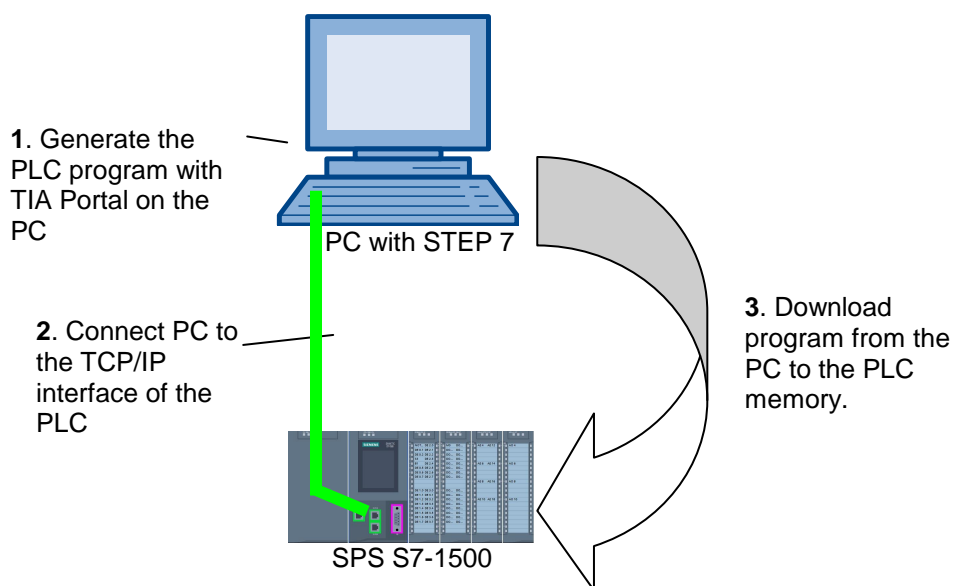 1. Generate the
PLC program with
TIA Portal on the
PC
PC with STEP 7
2. Connect PC to
the TCP/IP
interface of the
PLC
3. Download
program from the
PC to the PLC
memory.
SIEMENS
SPS S7-1500